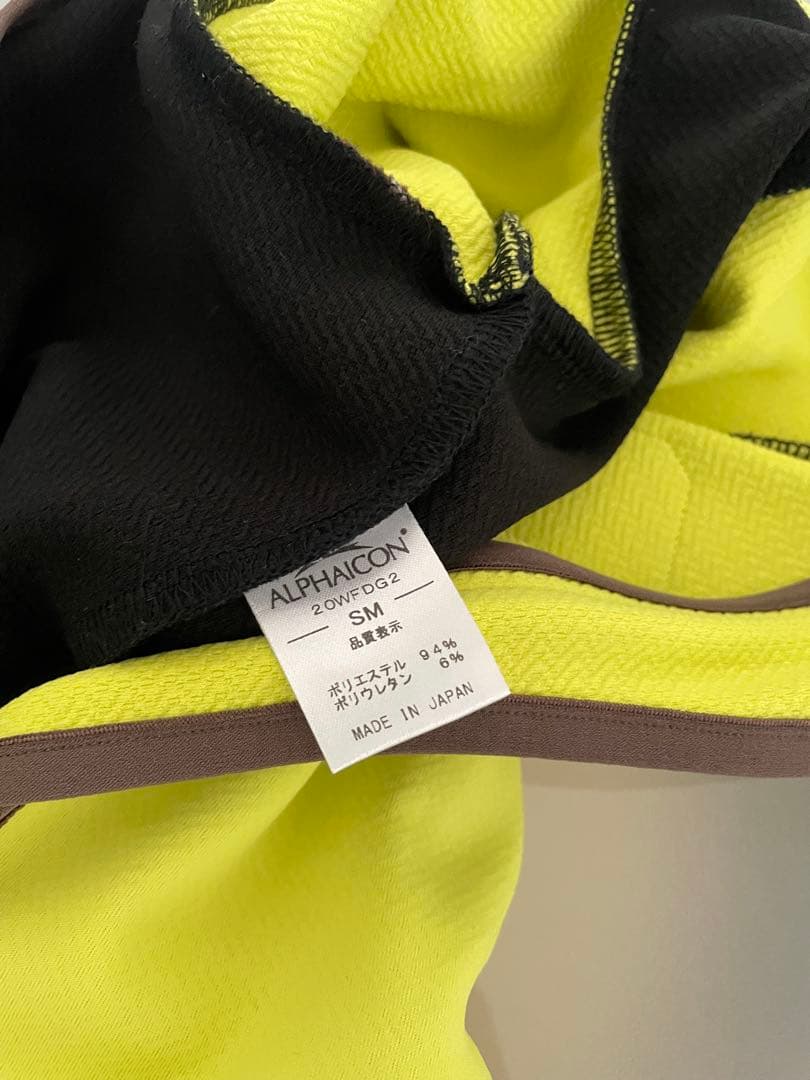 ALPHAICON®
20WFDG2
SM
品質表示
ポリエステル 94%
ポリウレタン 6%
MADE IN JAPAN